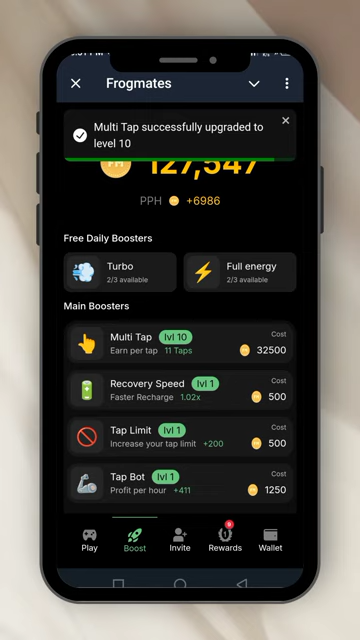 Frogmates
Multi Tap successfully upgraded to
level 10
127,547
PPH +6986
Free Daily Boosters
Turbo
2/3 available
Full energy
2/3 available
Main Boosters
Multi Tap lvl 10
Earn per tap 11 Taps
Cost
32500
Recovery Speed lvl 1
Faster Recharge 1.02x
Cost
500
Tap Limit lvl 1
Increase your tap limit +200
Cost
500
Tap Bot lvl 1
Profit per hour +411
Cost
1250
9
Play
Boost
Invite
Rewards
Wallet